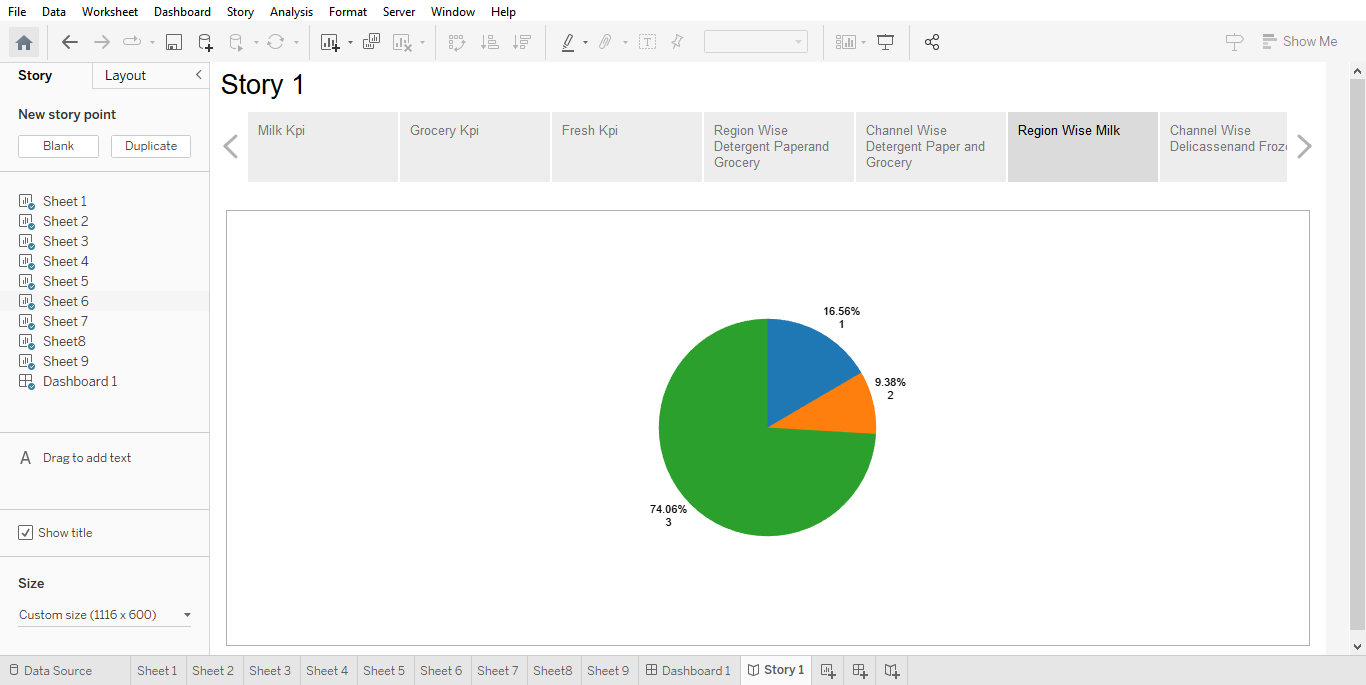 File Data Worksheet Dashboard Story Analysis Format Server Window Help
Show Me
Story Layout
New story point
Blank Duplicate
Sheet 1
Sheet 2
Sheet 3
Sheet 4
Sheet 5
Sheet 6
Sheet 7
Sheet8
Sheet 9
Dashboard 1
A Drag to add text
Show title
Size
Custom size (1116 x 600)
Story 1
Milk Kpi
Grocery Kpi
Fresh Kpi
Region Wise
Detergent Paperand
Grocery
Channel Wise
Detergent Paper and
Grocery
Region Wise Milk
Channel Wise
Delicassenand Froz
16.56%
1
9.38%
2
74.06%
3
Data Source Sheet 1 Sheet 2 Sheet 3 Sheet 4 Sheet 5 Sheet 6 Sheet 7 Sheet8 Sheet 9 Dashboard 1 Story 1